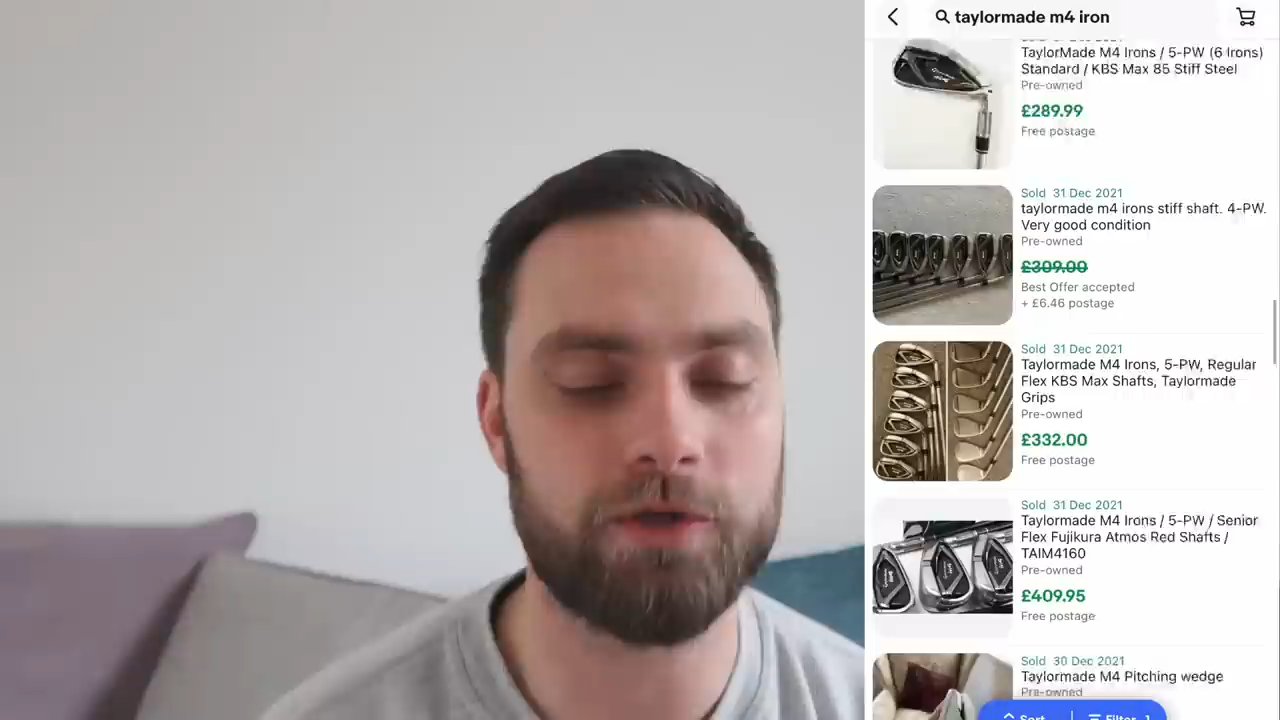 taylormade m4 iron
TaylorMade M4 Irons / 5-PW (6 Irons)
Standard / KBS Max 85 Stiff Steel
Pre-owned
£289.99
Free postage
Sold 31 Dec 2021
taylormade m4 irons stiff shaft. 4-PW.
Very good condition
Pre-owned
£309.00
Best Offer accepted
+ £6.46 postage
Sold 31 Dec 2021
Taylormade M4 Irons, 5-PW, Regular
Flex KBS Max Shafts, Taylormade
Grips
Pre-owned
£332.00
Free postage
Sold 31 Dec 2021
Taylormade M4 Irons / 5-PW / Senior
Flex Fujikura Atmos Red Shafts /
TAIM4160
Pre-owned
£409.95
Free postage
Sold 30 Dec 2021
Taylormade M4 Pitching wedge
Pre-owned
Sort
Filter 1